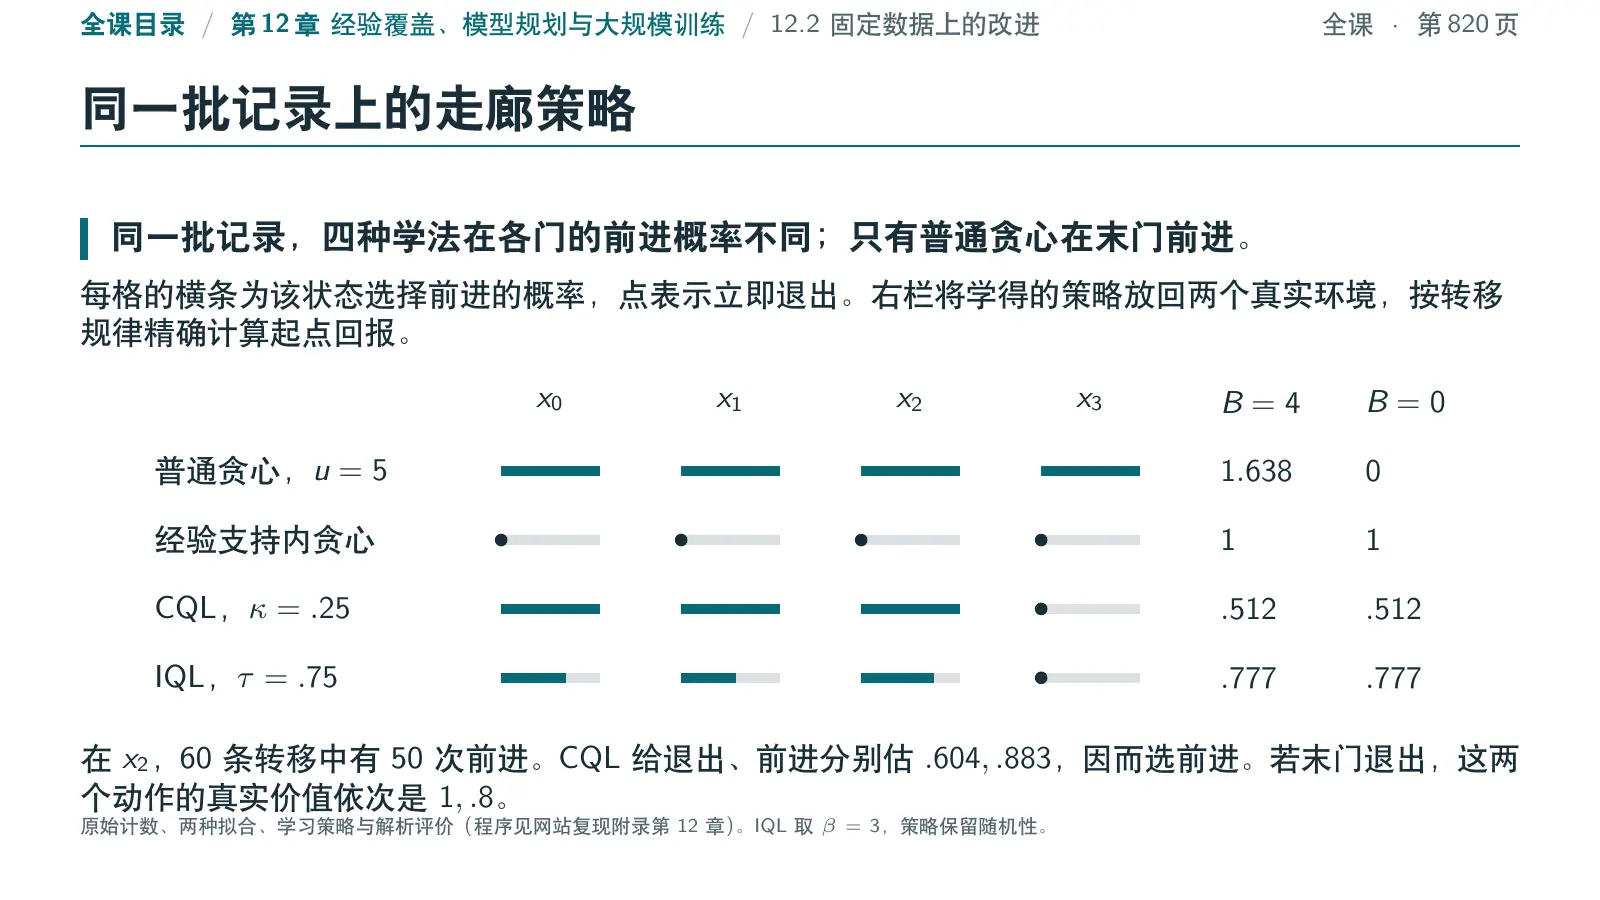 全课目录 / 第 12 章 经验覆盖、模型规划与大规模训练 / 12.2 固定数据上的改进
全课 · 第 820 页
同一批记录上的走廊策略
同一批记录，四种学法在各门的前进概率不同；只有普通贪心在末门前进。
每格的横条为该状态选择前进的概率，点表示立即退出。右栏将学得的策略放回两个真实环境，按转移
规律精确计算起点回报。
x₀ x₁ x₂ x₃ B = 4 B = 0
普通贪心，u = 5 1.638 0
经验支持内贪心 1 1
CQL，κ = .25 .512 .512
IQL，τ = .75 .777 .777
在 x₂，60 条转移中有 50 次前进。CQL 给退出、前进分别估 .604, .883，因而选前进。若末门退出，这两
个动作的真实价值依次是 1, .8。
原始计数、两种拟合、学习策略与解析评价（程序见网站复现附录第 12 章）。IQL 取 β = 3，策略保留随机性。